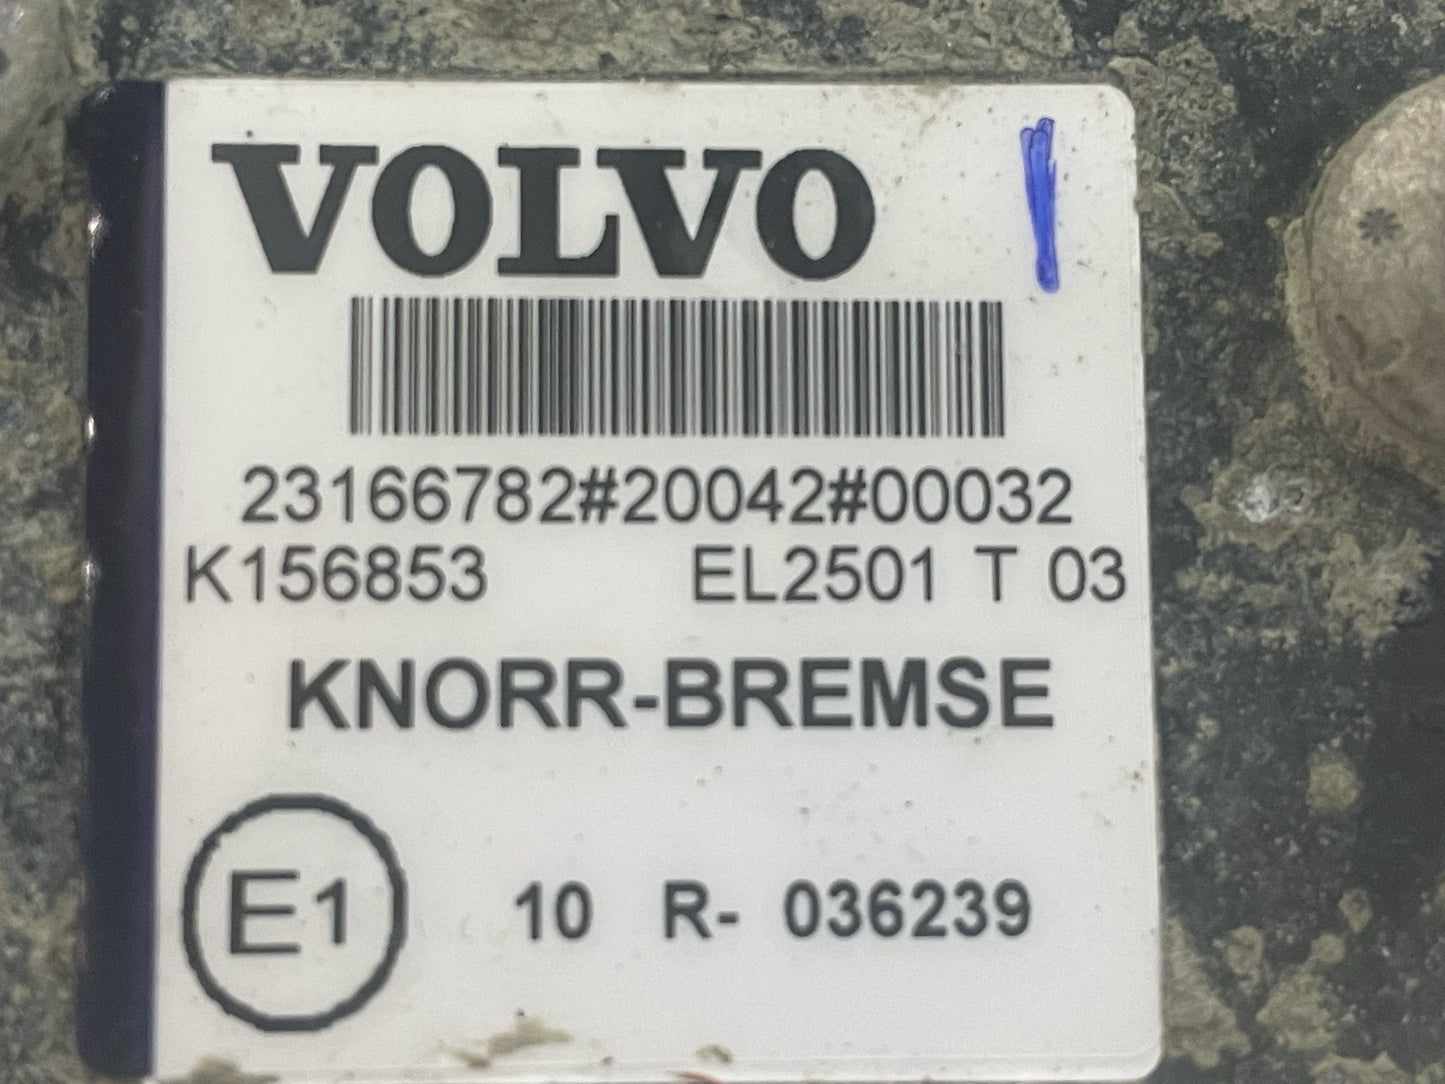 VOLVO
23166782#20042#00032
K156853 EL2501 T 03
KNORR-BREMSE
E1 10 R- 036239